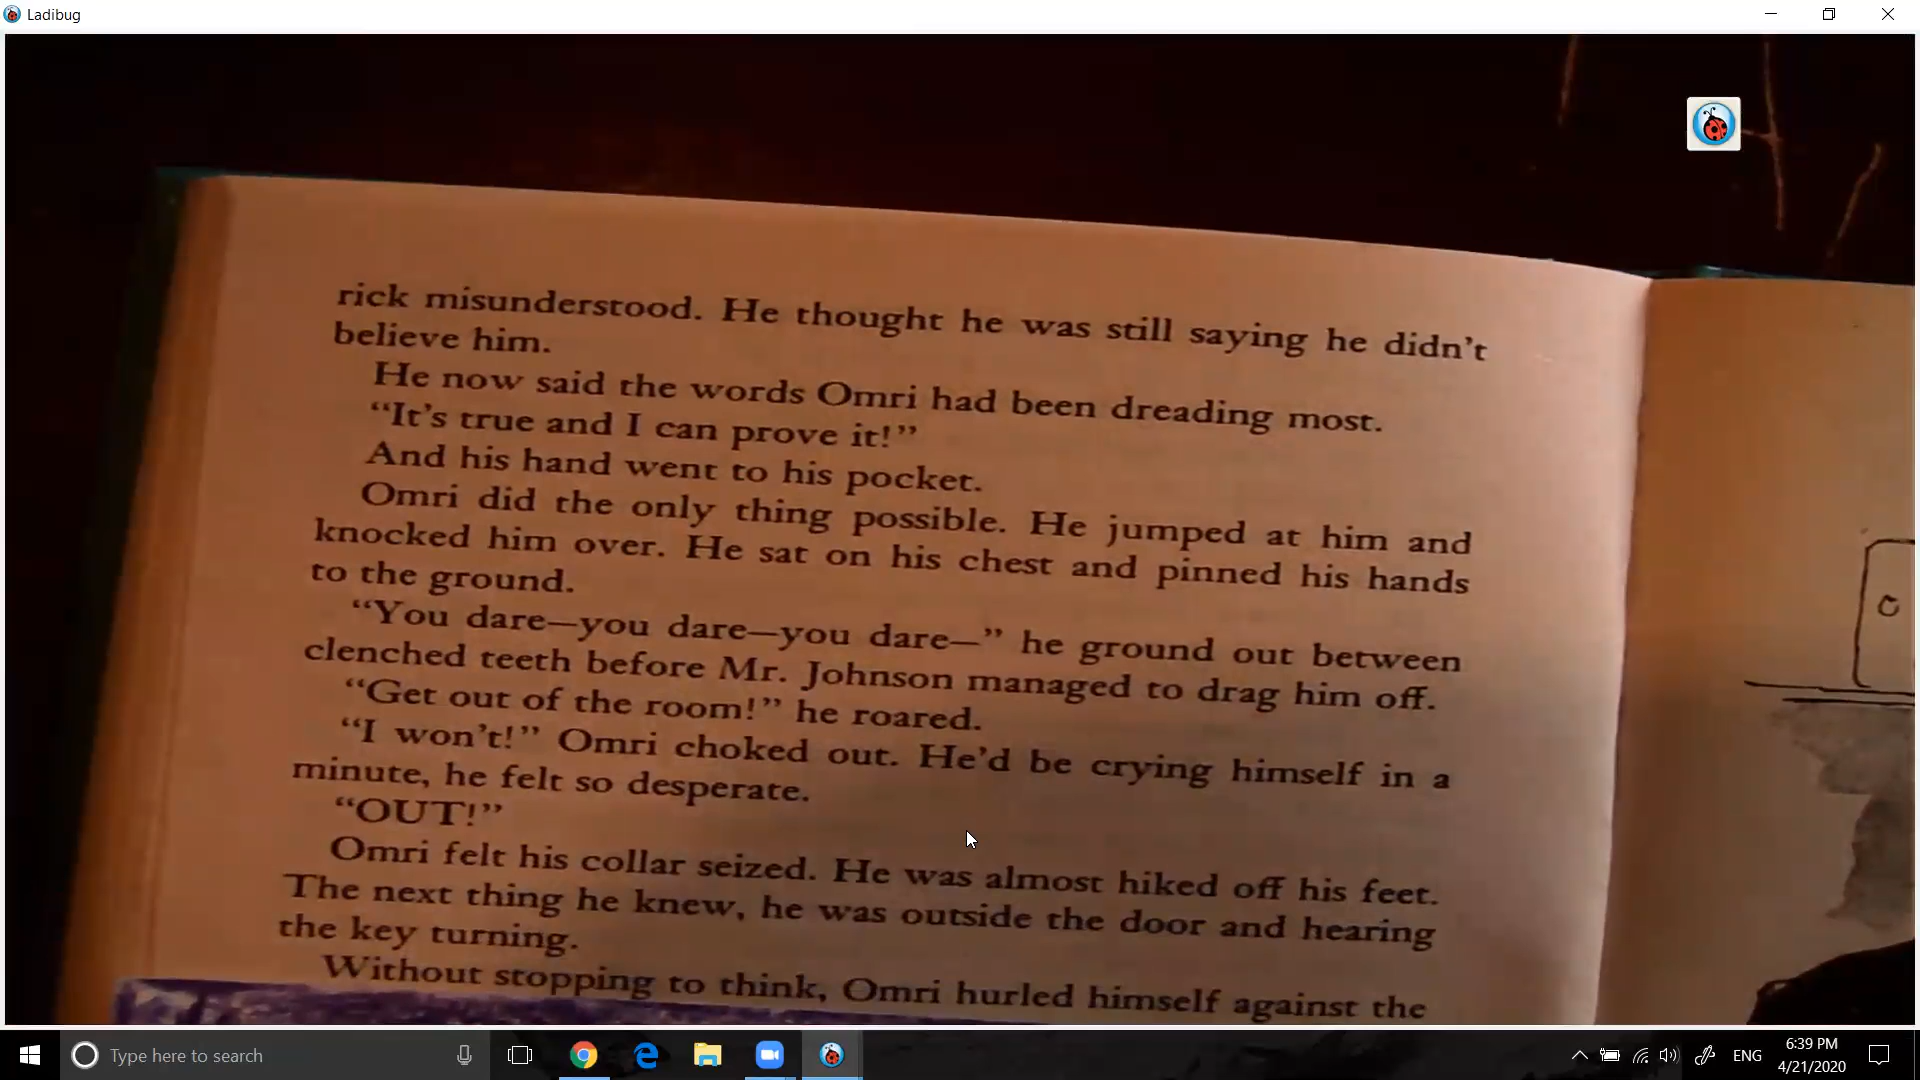 Ladibug
rick misunderstood. He thought he was still saying he didn't
believe him.
He now said the words Omri had been dreading most.
“It's true and I can prove it!”
And his hand went to his pocket.
Omri did the only thing possible. He jumped at him and
knocked him over. He sat on his chest and pinned his hands
to the ground.
“You dare—you dare—you dare—” he ground out between
clenched teeth before Mr. Johnson managed to drag him off.
“Get out of the room!” he roared.
“I won't!” Omri choked out. He'd be crying himself in a
minute, he felt so desperate.
“OUT!”
Omri felt his collar seized. He was almost hiked off his feet.
The next thing he knew, he was outside the door and hearing
the key turning.
Without stopping to think, Omri hurled himself against the
Type here to search
ENG
6:39 PM
4/21/2020